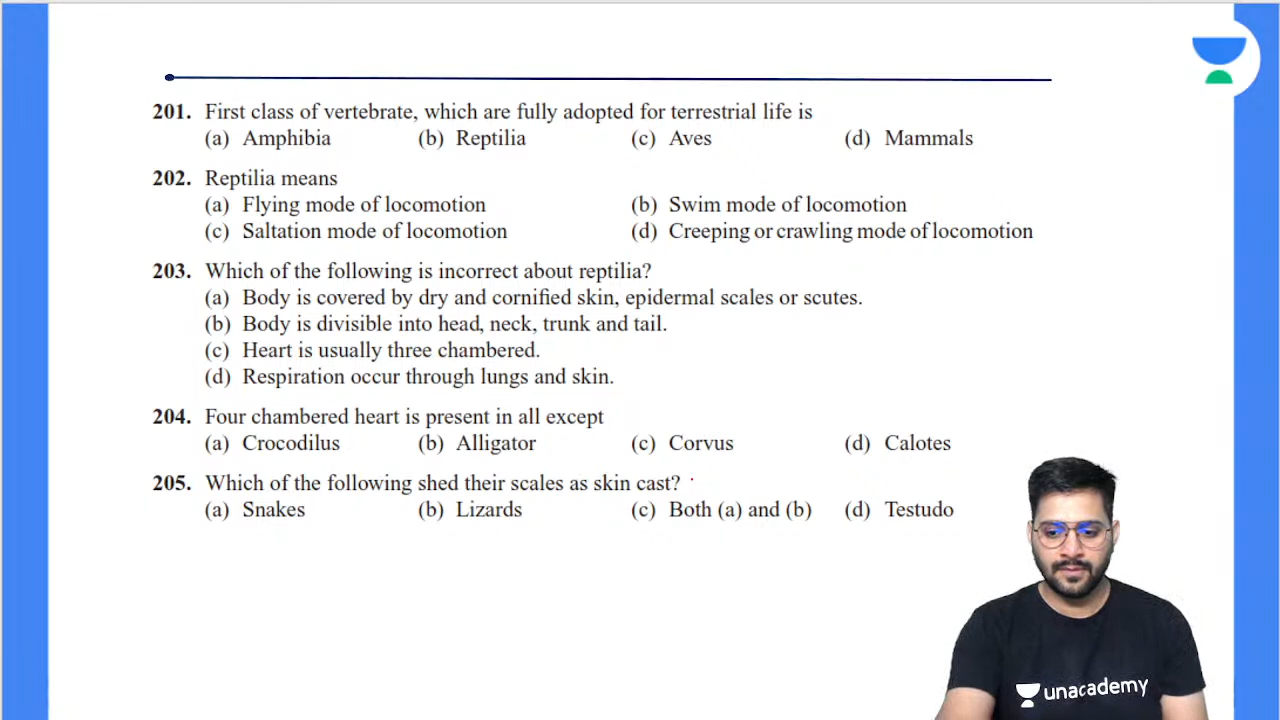 201. First class of vertebrate, which are fully adopted for terrestrial life is
(a) Amphibia (b) Reptilia (c) Aves (d) Mammals
202. Reptilia means
(a) Flying mode of locomotion (b) Swim mode of locomotion
(c) Saltation mode of locomotion (d) Creeping or crawling mode of locomotion
203. Which of the following is incorrect about reptilia?
(a) Body is covered by dry and cornified skin, epidermal scales or scutes.
(b) Body is divisible into head, neck, trunk and tail.
(c) Heart is usually three chambered.
(d) Respiration occur through lungs and skin.
204. Four chambered heart is present in all except
(a) Crocodilus (b) Alligator (c) Corvus (d) Calotes
205. Which of the following shed their scales as skin cast?
(a) Snakes (b) Lizards (c) Both (a) and (b) (d) Testudo
unacademy